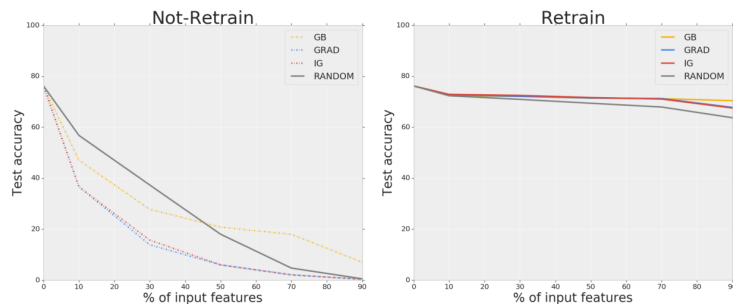 Not-Retrain
100
80
60
40
20
0
Test accuracy
GB
GRAD
IG
RANDOM
0 10 20 30 40 50 60 70 80 90
% of input features
Retrain
100
80
60
40
20
0
Test accuracy
GB
GRAD
IG
RANDOM
0 10 20 30 40 50 60 70 80 90
% of input features